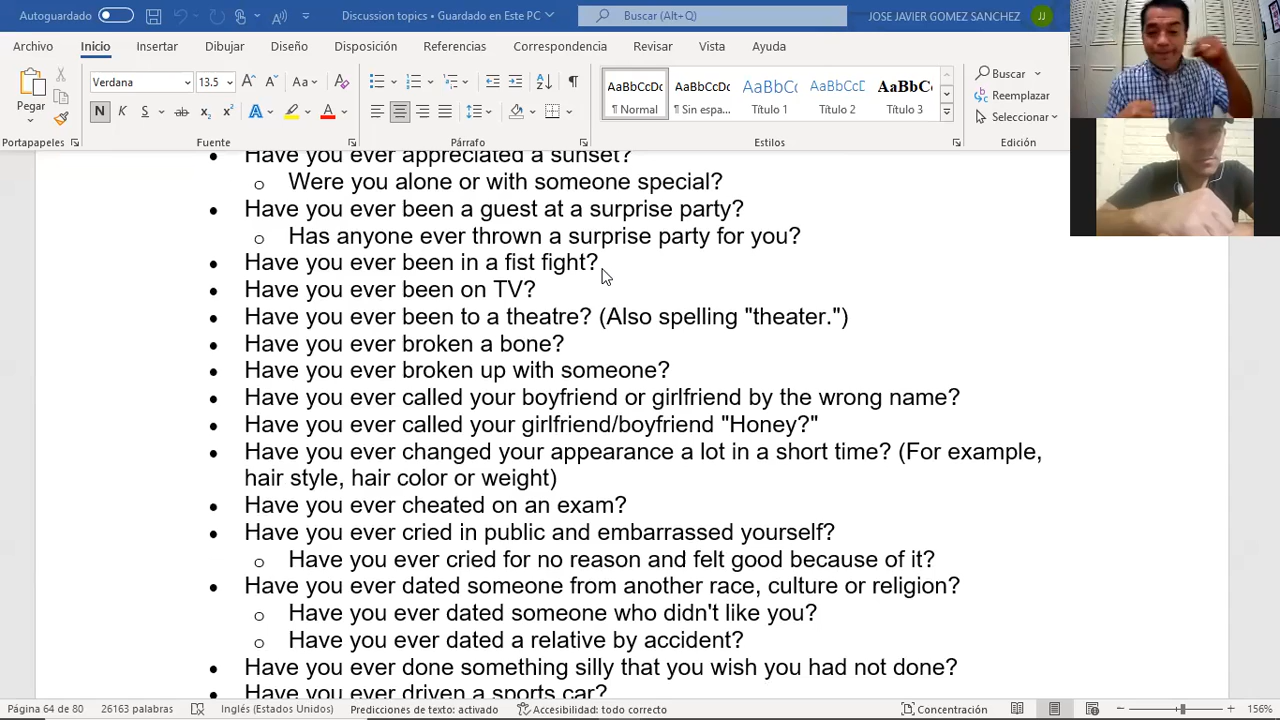 Autoguardado
Discussion topics • Guardado en Este PC
Buscar (Alt+Q)
JOSE JAVIER GOMEZ SANCHEZ
JJ
Archivo Inicio Insertar Dibujar Diseño Disposición Referencias Correspondencia Revisar Vista Ayuda
Pegar
Verdana 13.5 A A Aa A
N K S ab x₂ x² A A
AaBbCcDc AaBbCcDc AaBbCc AaBbCcD AaBbC
¶ Normal ¶ Sin espa... Título 1 Título 2 Título 3
Buscar
Reemplazar
Seleccionar
Portapapeles Fuente Párrafo Estilos Edición
• Have you ever appreciated a sunset?
o Were you alone or with someone special?
• Have you ever been a guest at a surprise party?
o Has anyone ever thrown a surprise party for you?
• Have you ever been in a fist fight?
• Have you ever been on TV?
• Have you ever been to a theatre? (Also spelling "theater.")
• Have you ever broken a bone?
• Have you ever broken up with someone?
• Have you ever called your boyfriend or girlfriend by the wrong name?
• Have you ever called your girlfriend/boyfriend "Honey?"
• Have you ever changed your appearance a lot in a short time? (For example,
hair style, hair color or weight)
• Have you ever cheated on an exam?
• Have you ever cried in public and embarrassed yourself?
o Have you ever cried for no reason and felt good because of it?
• Have you ever dated someone from another race, culture or religion?
o Have you ever dated someone who didn't like you?
o Have you ever dated a relative by accident?
• Have you ever done something silly that you wish you had not done?
• Have you ever driven a sports car?
Página 64 de 80 26163 palabras Inglés (Estados Unidos) Predicciones de texto: activado Accesibilidad: todo correcto Concentración 156%